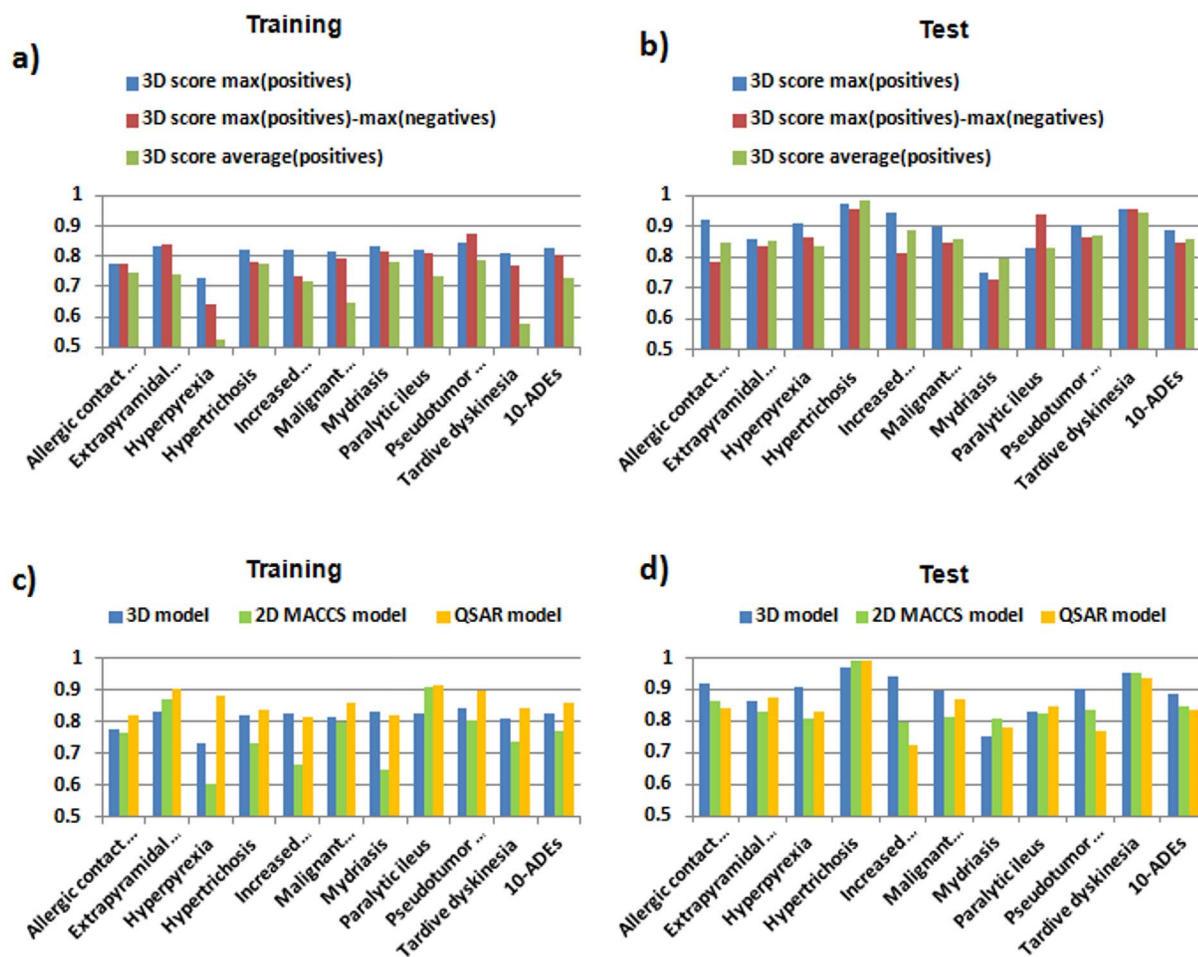 a)
Training
3D score max(positives)
3D score max(positives)-max(negatives)
3D score average(positives)
1
0.9
0.8
0.7
0.6
0.5
Allergic contact ...
Extrapyramidal...
Hyperpyrexia
Hypertrichosis
Increased...
Malignant...
Mydriasis
Paralytic ileus
Pseudotumor...
Tardive dyskinesia
10-ADEs
b)
Test
3D score max(positives)
3D score max(positives)-max(negatives)
3D score average(positives)
1
0.9
0.8
0.7
0.6
0.5
Allergic contact...
Extrapyramidal...
Hyperpyrexia
Hypertrichosis
Increased...
Malignant...
Mydriasis
Paralytic ileus
Pseudotumor...
Tardive dyskinesia
10-ADEs
c)
Training
3D model 2D MACCS model QSAR model
1
0.9
0.8
0.7
0.6
0.5
Allergic contact...
Extrapyramidal...
Hyperpyrexia
Hypertrichosis
Increased...
Malignant...
Mydriasis
Paralytic ileus
Pseudotumor...
Tardive dyskinesia
10-ADEs
d)
Test
3D model 2D MACCS model QSAR model
1
0.9
0.8
0.7
0.6
0.5
Allergic contact...
Extrapyramidal...
Hyperpyrexia
Hypertrichosis
Increased...
Malignant...
Mydriasis
Paralytic ileus
Pseudotumor...
Tardive dyskinesia
10-ADEs